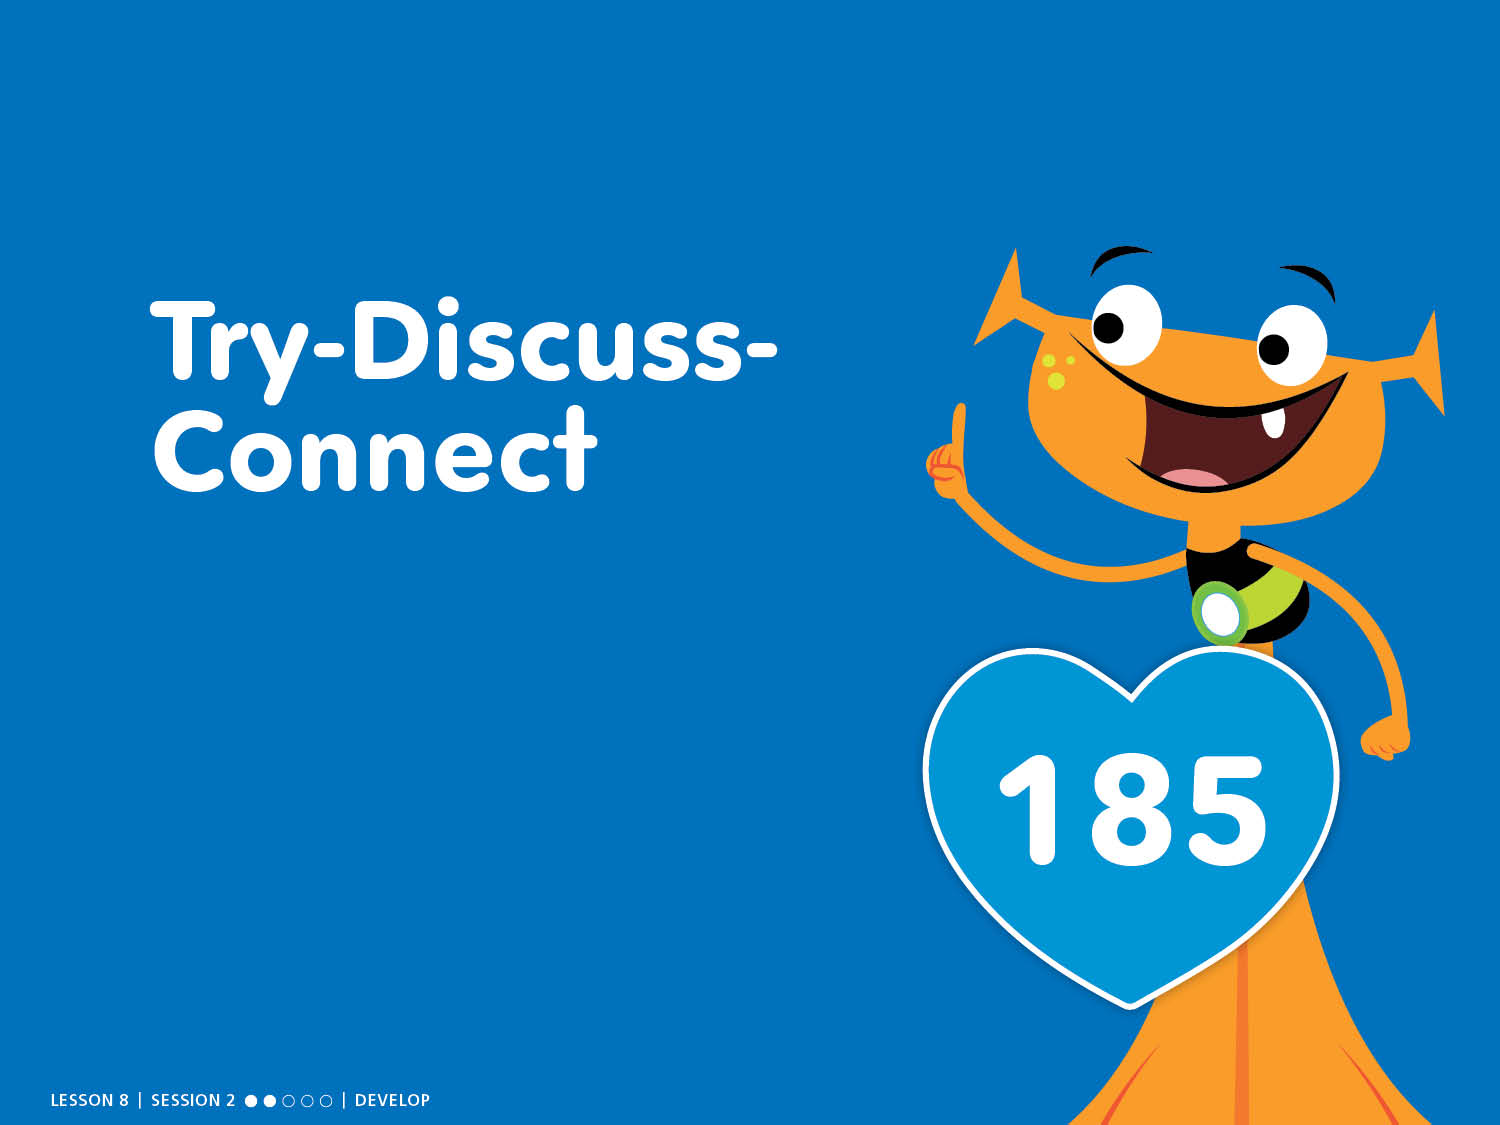 Try-Discuss-
Connect
185
LESSON 8 | SESSION 2 ●●○○○ | DEVELOP